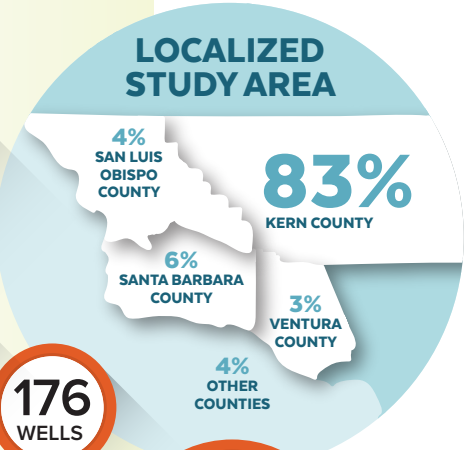 LOCALIZED
STUDY AREA
4%
SAN LUIS
OBISPO
COUNTY
83%
KERN COUNTY
6%
SANTA BARBARA
COUNTY
3%
VENTURA
COUNTY
4%
OTHER
COUNTIES
176
WELLS